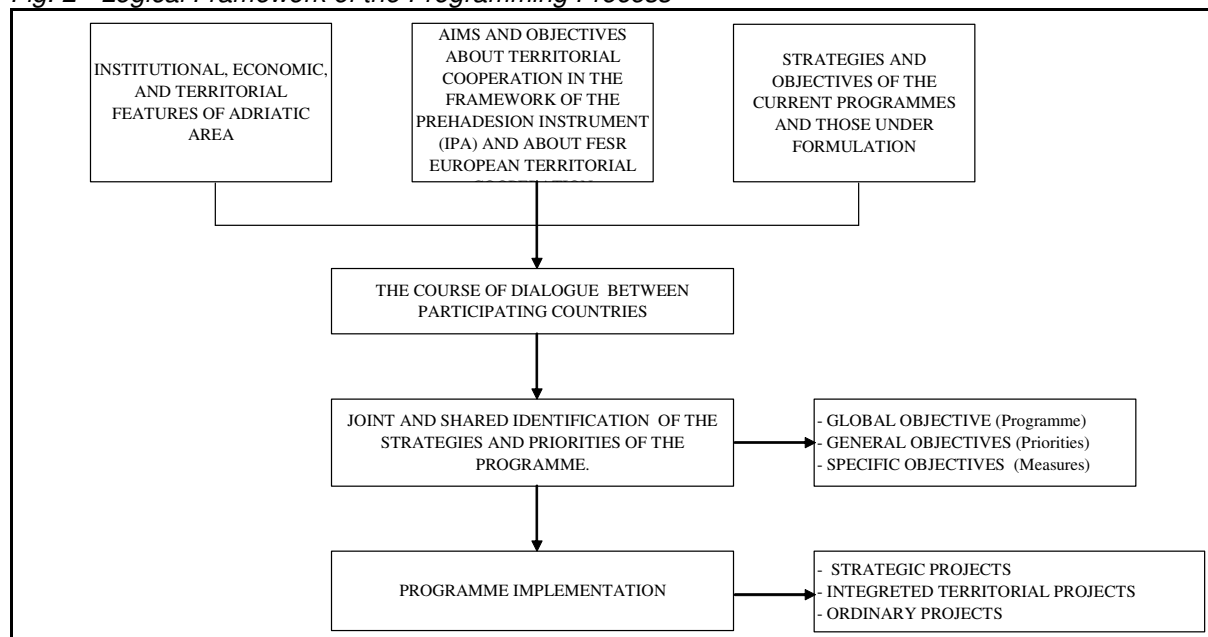 Fig. 2 - Logical Framework of the Programming Process
INSTITUTIONAL, ECONOMIC,
AND TERRITORIAL
FEATURES OF ADRIATIC
AREA
AIMS AND OBJECTIVES
ABOUT TERRITORIAL
COOPERATION IN THE
FRAMEWORK OF THE
PREHADESION INSTRUMENT
(IPA) AND ABOUT FESR
EUROPEAN TERRITORIAL
STRATEGIES AND
OBJECTIVES OF THE
CURRENT PROGRAMMES
AND THOSE UNDER
FORMULATION
THE COURSE OF DIALOGUE BETWEEN
PARTICIPATING COUNTRIES
JOINT AND SHARED IDENTIFICATION OF THE
STRATEGIES AND PRIORITIES OF THE
PROGRAMME.
- GLOBAL OBJECTIVE (Programme)
- GENERAL OBJECTIVES (Priorities)
- SPECIFIC OBJECTIVES (Measures)
PROGRAMME IMPLEMENTATION
- STRATEGIC PROJECTS
- INTEGRETED TERRITORIAL PROJECTS
- ORDINARY PROJECTS